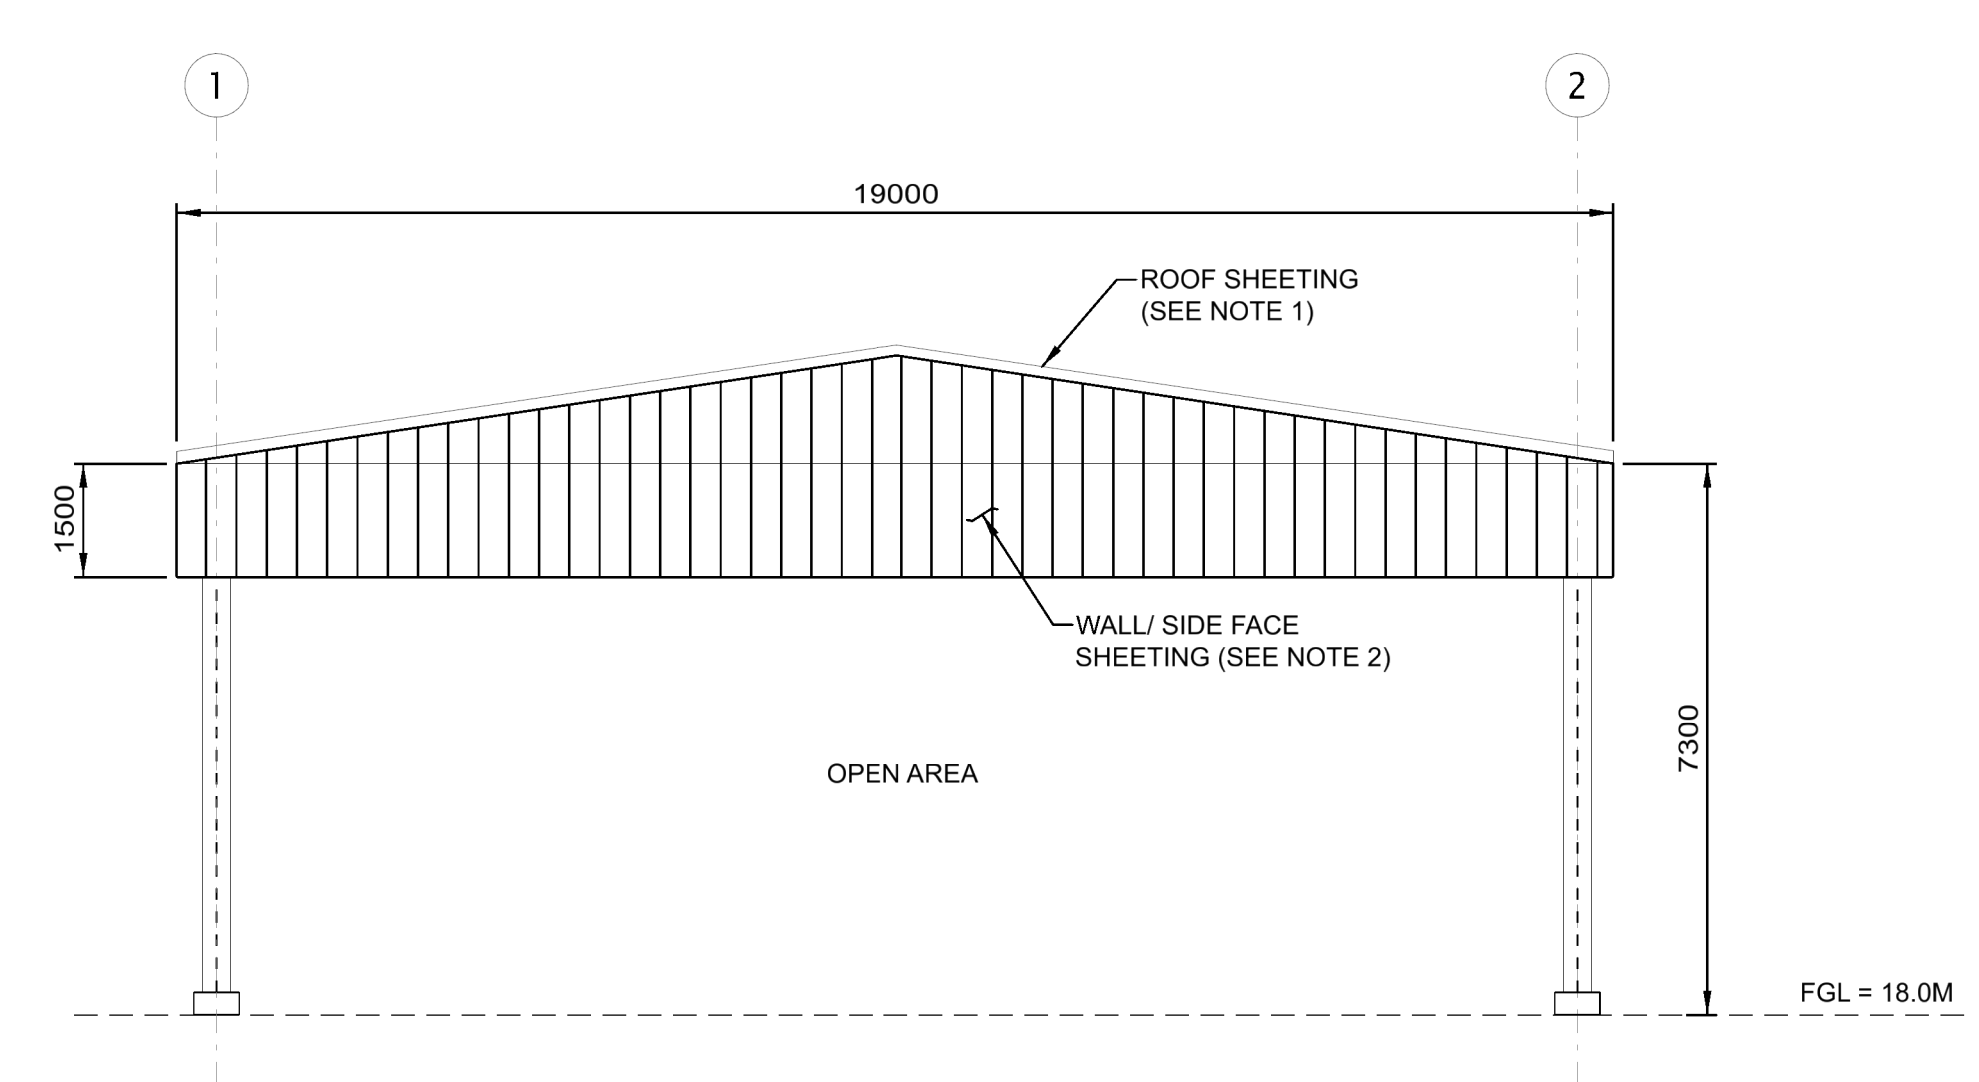 1
2
19000
ROOF SHEETING
(SEE NOTE 1)
1500
WALL/ SIDE FACE
SHEETING (SEE NOTE 2)
7300
OPEN AREA
FGL = 18.0M